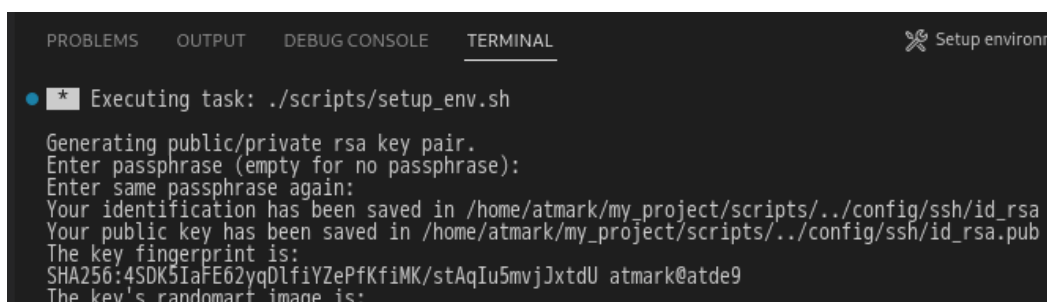 PROBLEMS OUTPUT DEBUG CONSOLE TERMINAL Setup environ
* Executing task: ./scripts/setup_env.sh
Generating public/private rsa key pair.
Enter passphrase (empty for no passphrase):
Enter same passphrase again:
Your identification has been saved in /home/atmark/my_project/scripts/../config/ssh/id_rsa
Your public key has been saved in /home/atmark/my_project/scripts/../config/ssh/id_rsa.pub
The key fingerprint is:
SHA256:4SDK5IaFE62yqDlfiYZePfKfiMK/stAqIu5mvjJxtdU atmark@atde9
The key's randomart image is: